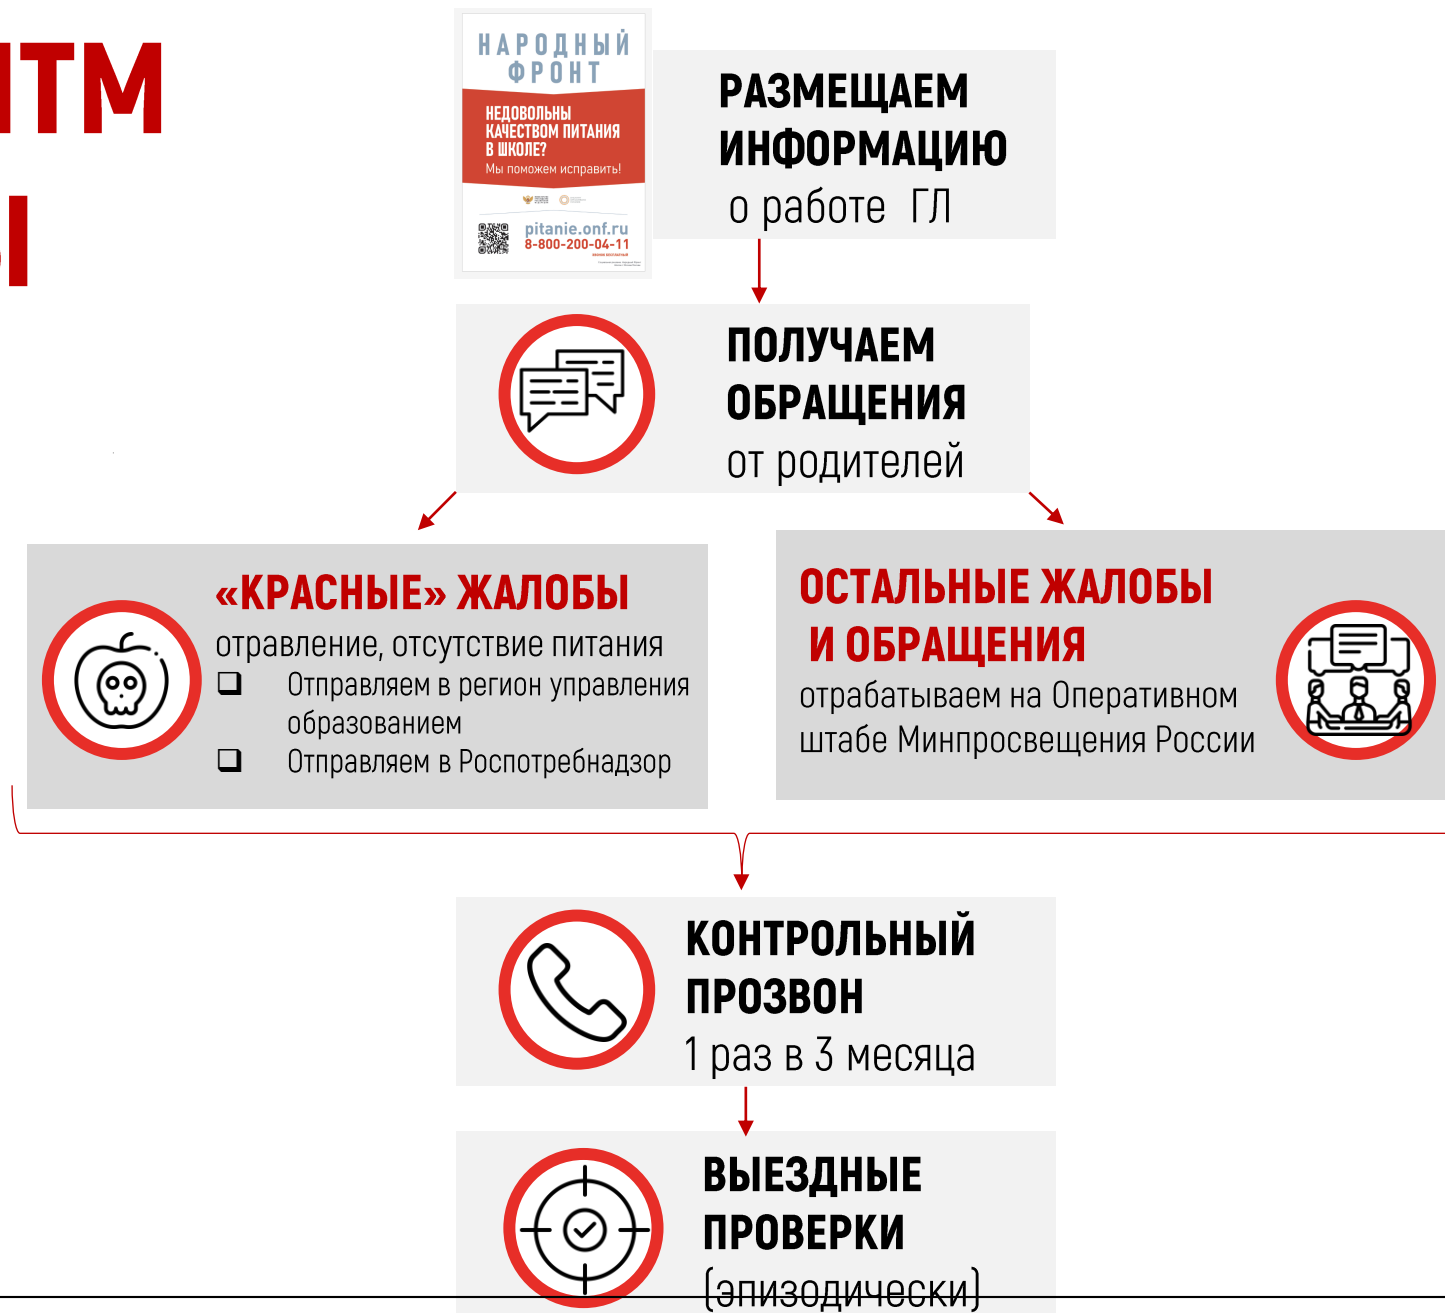 ИТМ
Ы
НАРОДНЫЙ
ФРОНТ
НЕДОВОЛЬНЫ
КАЧЕСТВОМ ПИТАНИЯ
В ШКОЛЕ?
Мы поможем исправить!
pitanie.onf.ru
8-800-200-04-11
РАЗМЕЩАЕМ
ИНФОРМАЦИЮ
о работе ГЛ
ПОЛУЧАЕМ
ОБРАЩЕНИЯ
от родителей
«КРАСНЫЕ» ЖАЛОБЫ
отравление, отсутствие питания
Отправляем в регион управления
образованием
Отправляем в Роспотребнадзор
ОСТАЛЬНЫЕ ЖАЛОБЫ
И ОБРАЩЕНИЯ
отрабатываем на Оперативном
штабе Минпросвещения России
КОНТРОЛЬНЫЙ
ПРОЗВОН
1 раз в 3 месяца
ВЫЕЗДНЫЕ
ПРОВЕРКИ
(эпизодически)